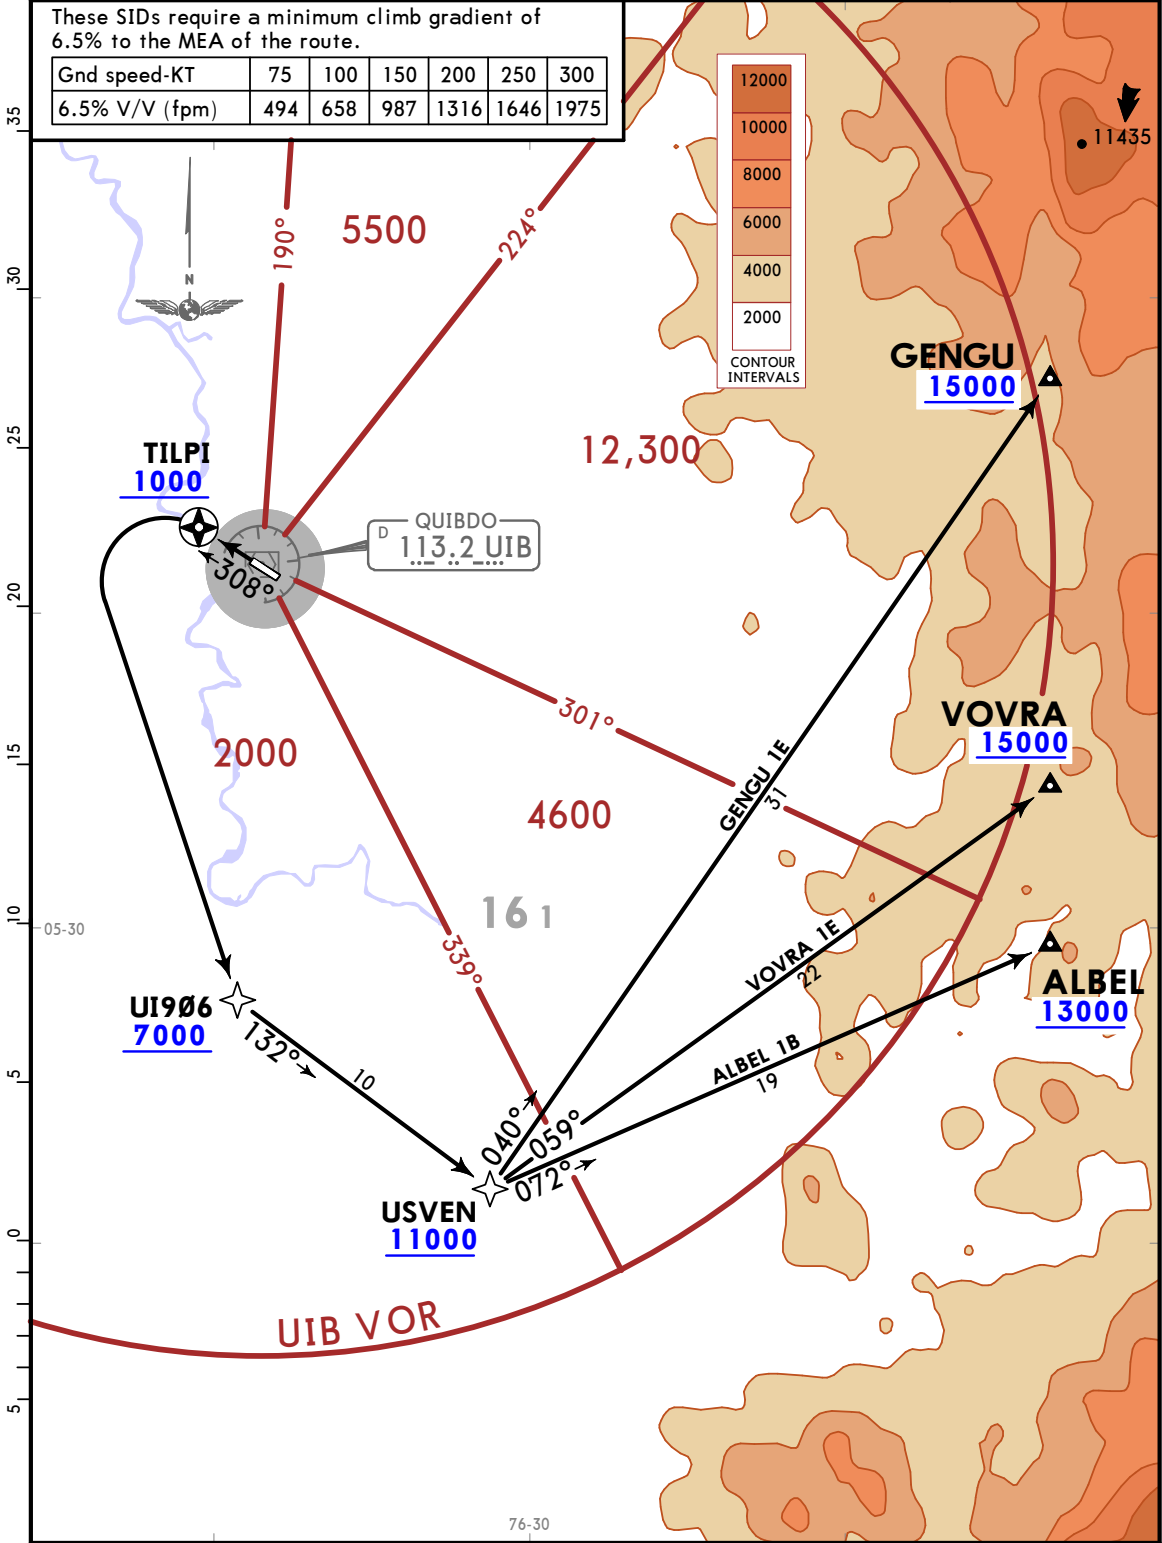 These SIDs require a minimum climb gradient of
6.5% to the MEA of the route.
Gnd speed-KT 75 100 150 200 250 300
6.5% V/V (fpm) 494 658 987 1316 1646 1975
12000
10000
8000
6000
4000
2000
CONTOUR
INTERVALS
11435
35
30
25
20
15
10
5
0
5
190°
5500
224°
N
GENGU
15000
12,300
TILPI
1000
QUIBDO
D 113.2 UIB
308°
301°
VOVRA
15000
2000
4600
GENGU 1E
31
16 1
05-30
339°
VOVRA 1E
22
ALBEL
13000
UI9Ø6
7000
132°
10
ALBEL 1B
19
040°
059°
072°
USVEN
11000
UIB VOR
76-30